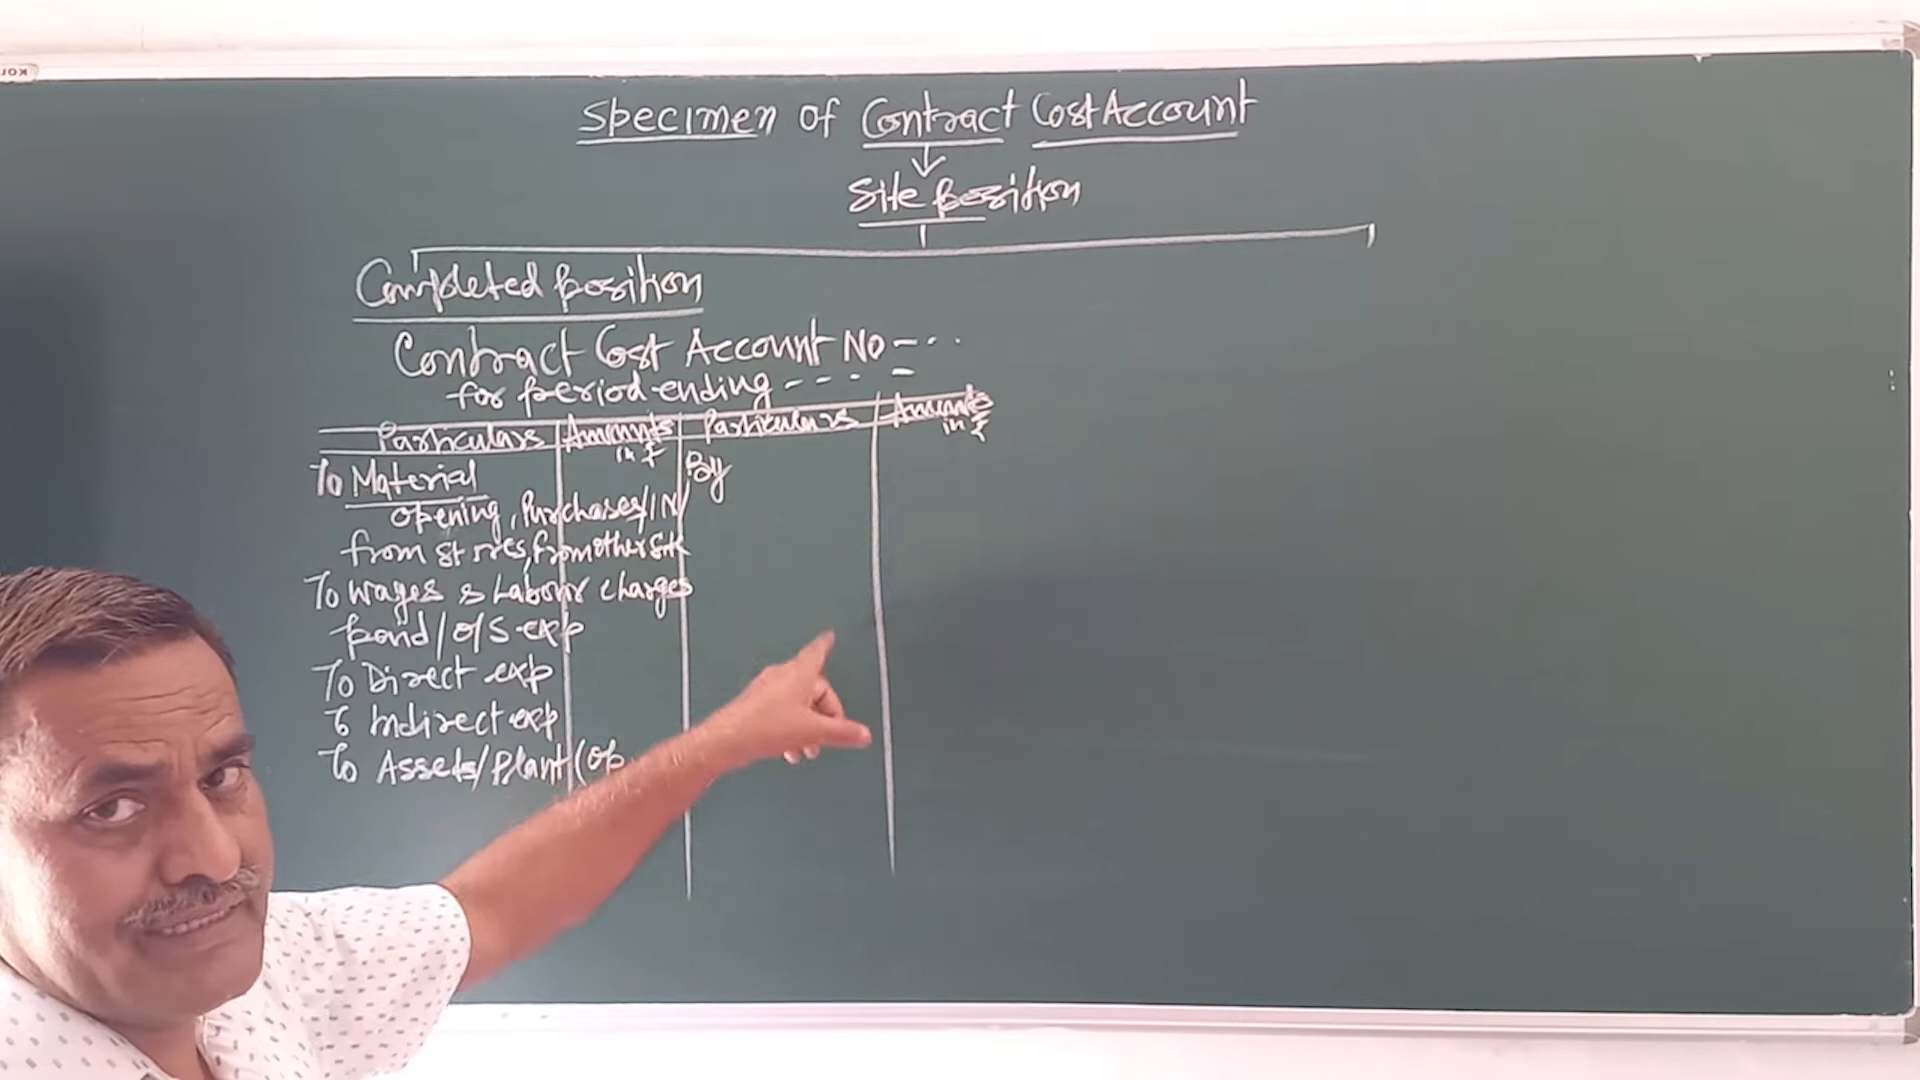 Specimen of Contract Cost Account
Site position
Completed position
Contract Cost Account No - . . .
for period ending - - - . -
Particulars Amounts in ₹ Particulars Amounts in ₹
To Material By
opening, Purchases/IN/
from stores, from other site
To wages & Labour charges
paid / O/S exp
To Direct exp
To Indirect exp
To Assets/Plant (op
KOL